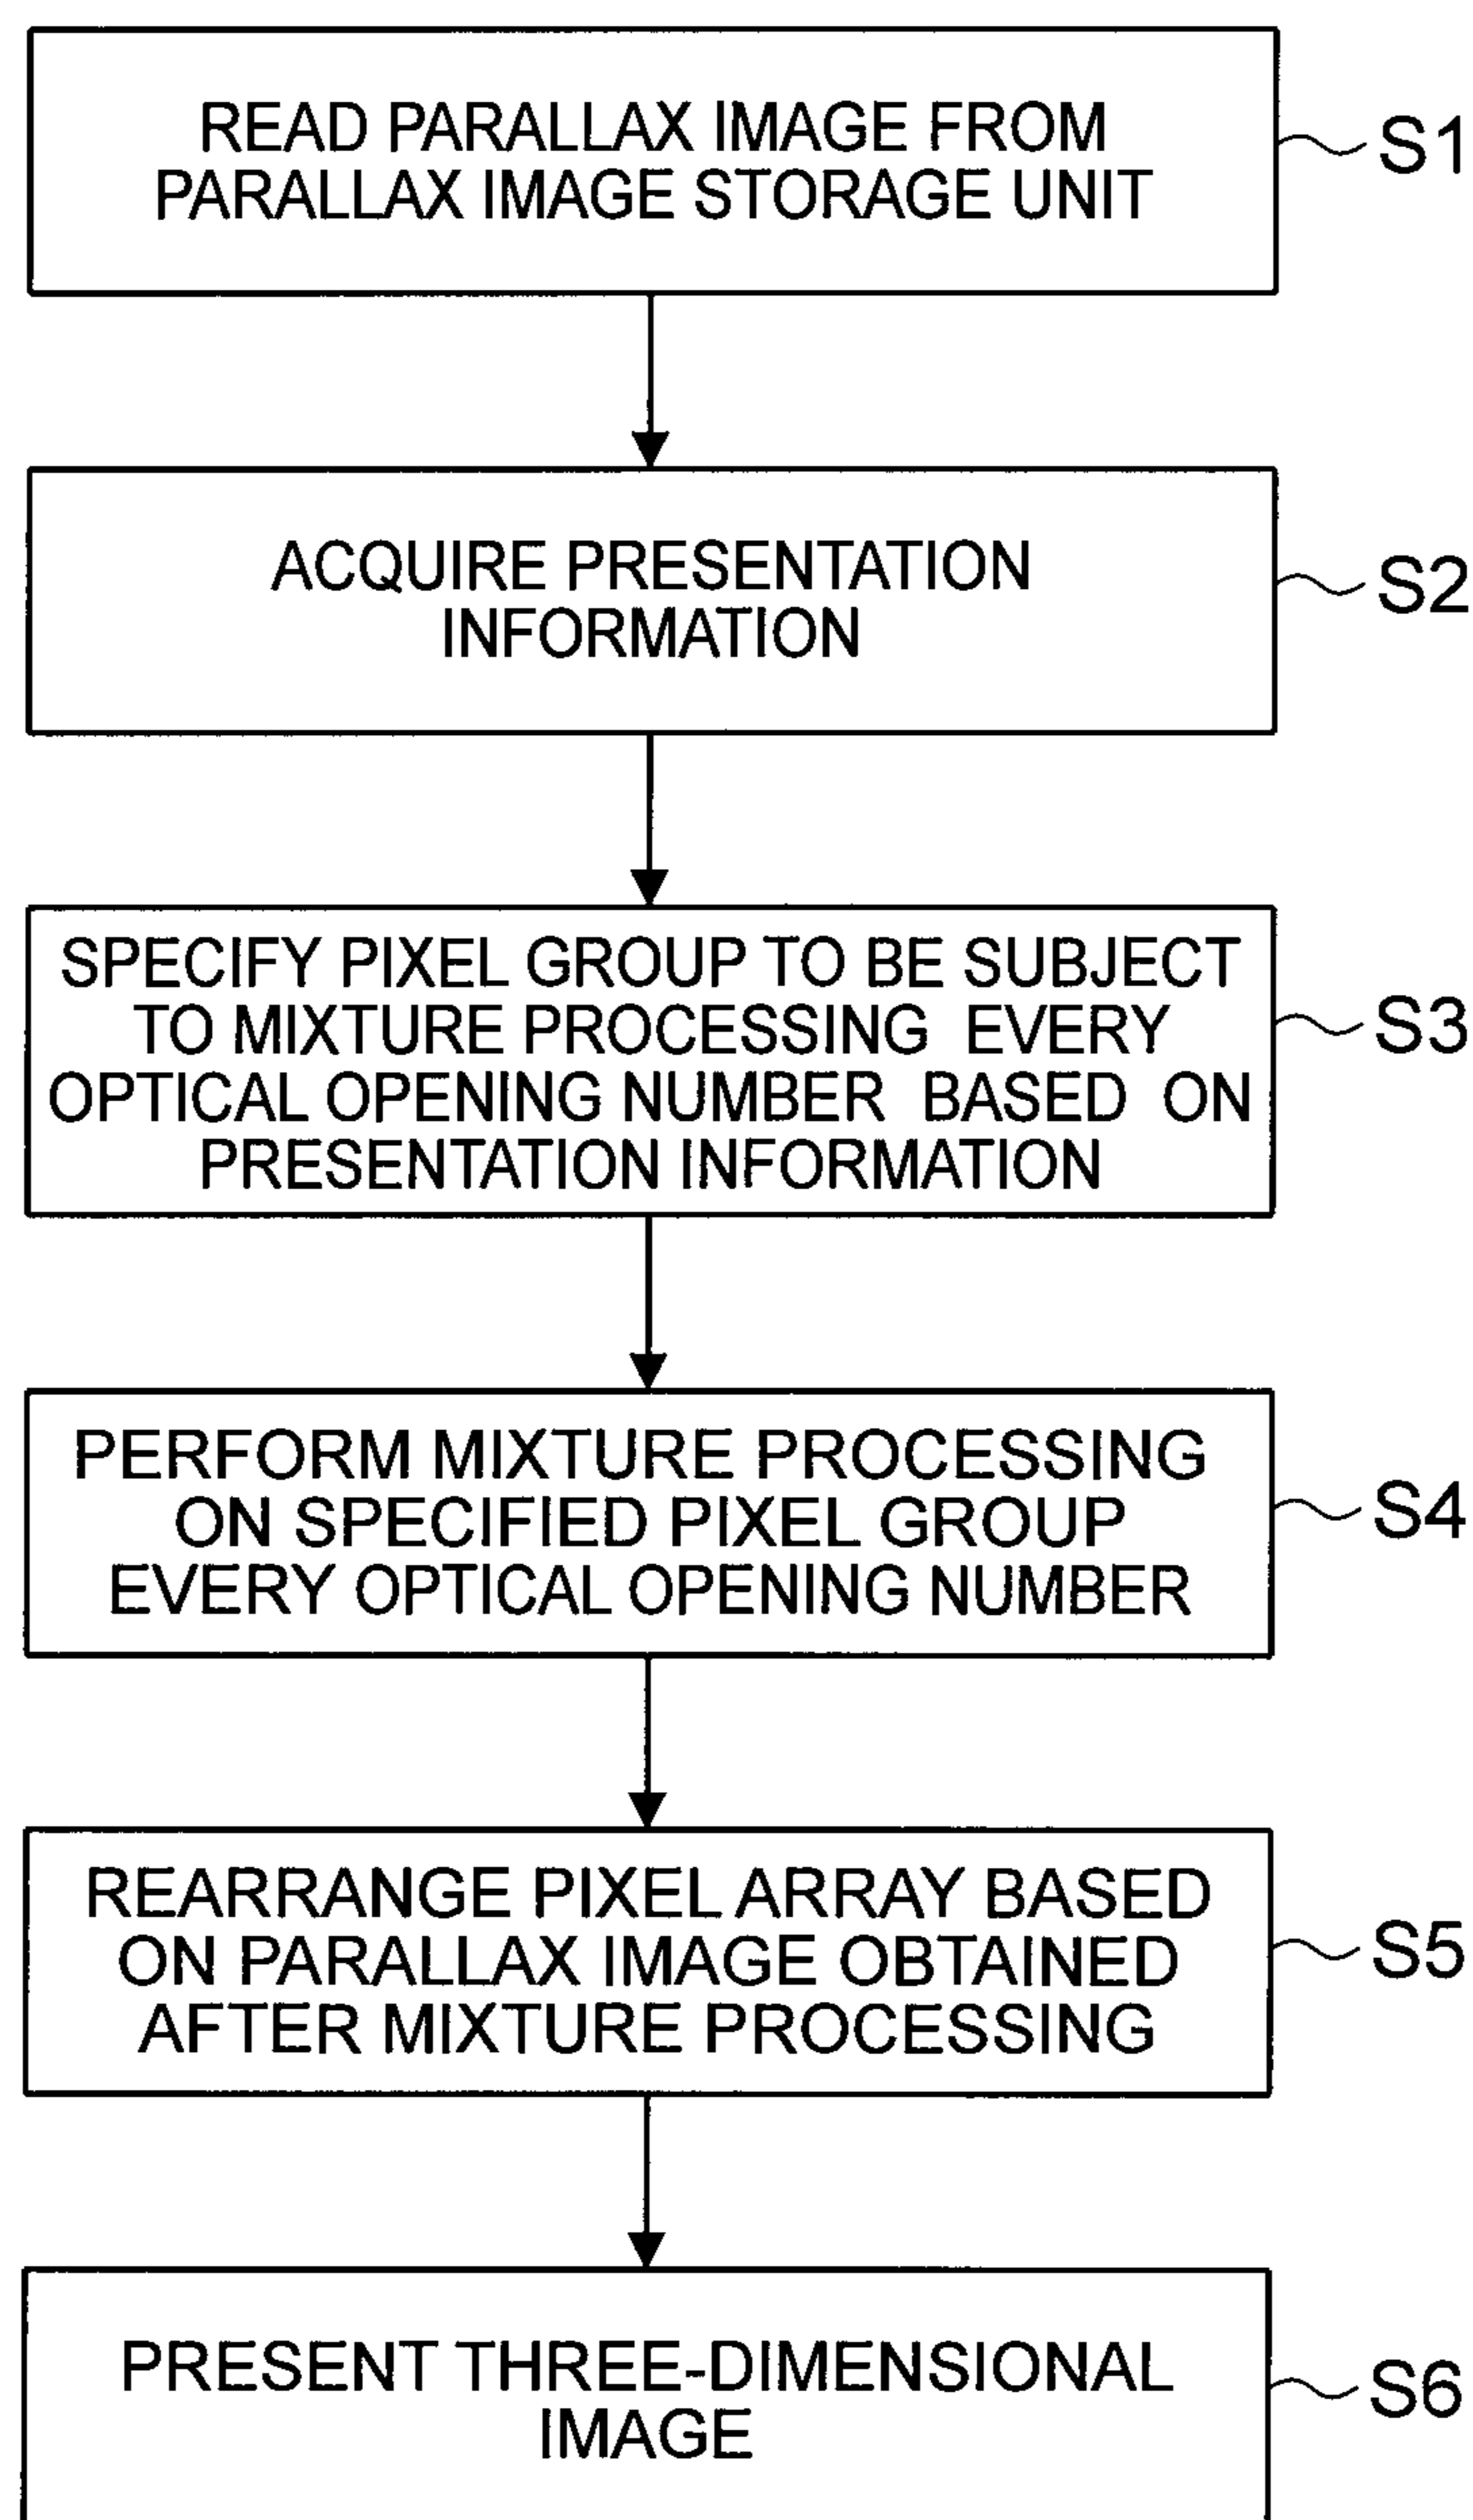 READ PARALLAX IMAGE FROM
PARALLAX IMAGE STORAGE UNIT
S1
ACQUIRE PRESENTATION
INFORMATION
S2
SPECIFY PIXEL GROUP TO BE SUBJECT
TO MIXTURE PROCESSING EVERY
OPTICAL OPENING NUMBER BASED ON
PRESENTATION INFORMATION
S3
PERFORM MIXTURE PROCESSING
ON SPECIFIED PIXEL GROUP
EVERY OPTICAL OPENING NUMBER
S4
REARRANGE PIXEL ARRAY BASED
ON PARALLAX IMAGE OBTAINED
AFTER MIXTURE PROCESSING
S5
PRESENT THREE-DIMENSIONAL
IMAGE
S6